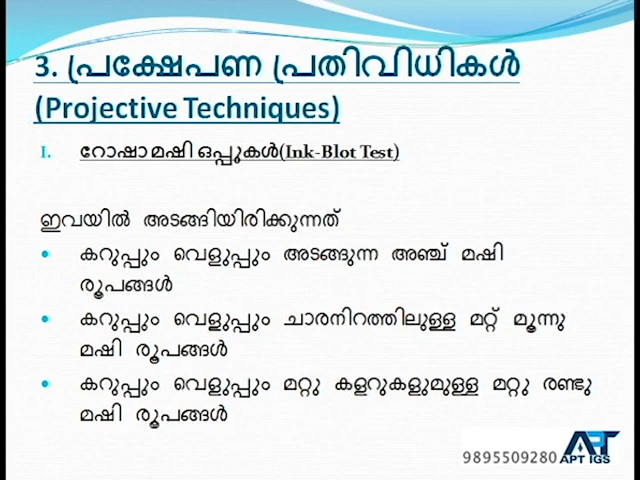 3. പ്രക്ഷേപണ പ്രതിവിധികൾ
(Projective Techniques)
I. റോഷാ മഷി ഒപ്പുകൾ(Ink-Blot Test)
ഇവയിൽ അടങ്ങിയിരിക്കുന്നത്
• കറുപ്പും വെളുപ്പും അടങ്ങുന്ന അഞ്ച് മഷി
രൂപങ്ങൾ
• കറുപ്പും വെളുപ്പും ചാരനിറത്തിലുള്ള മറ്റ് മൂന്നു
മഷി രൂപങ്ങൾ
• കറുപ്പും വെളുപ്പും മറ്റു കളറുകളുമുള്ള മറ്റു രണ്ടു
മഷി രൂപങ്ങൾ
9895509280 APT IGS